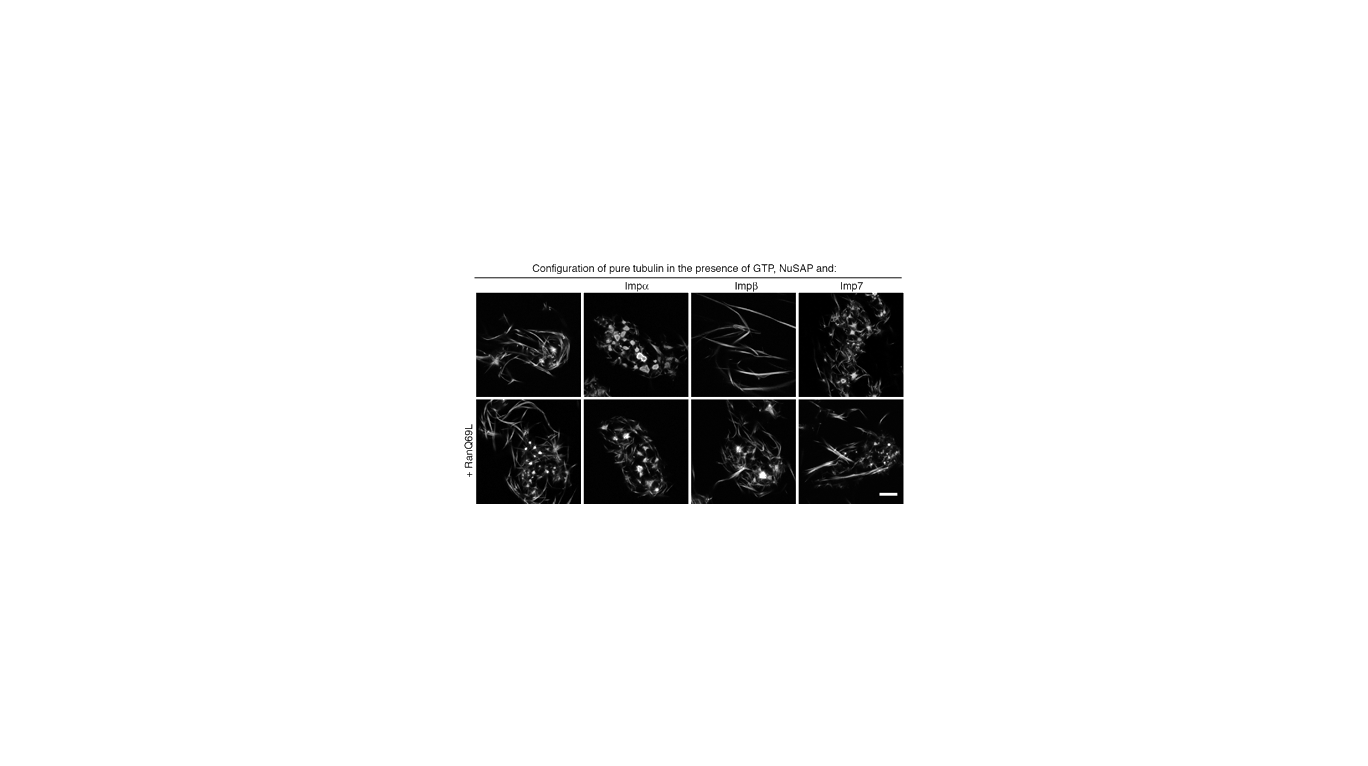 Configuration of pure tubulin in the presence of GTP, NuSAP and:
Impα
Impβ
Imp7
+ RanQ69L